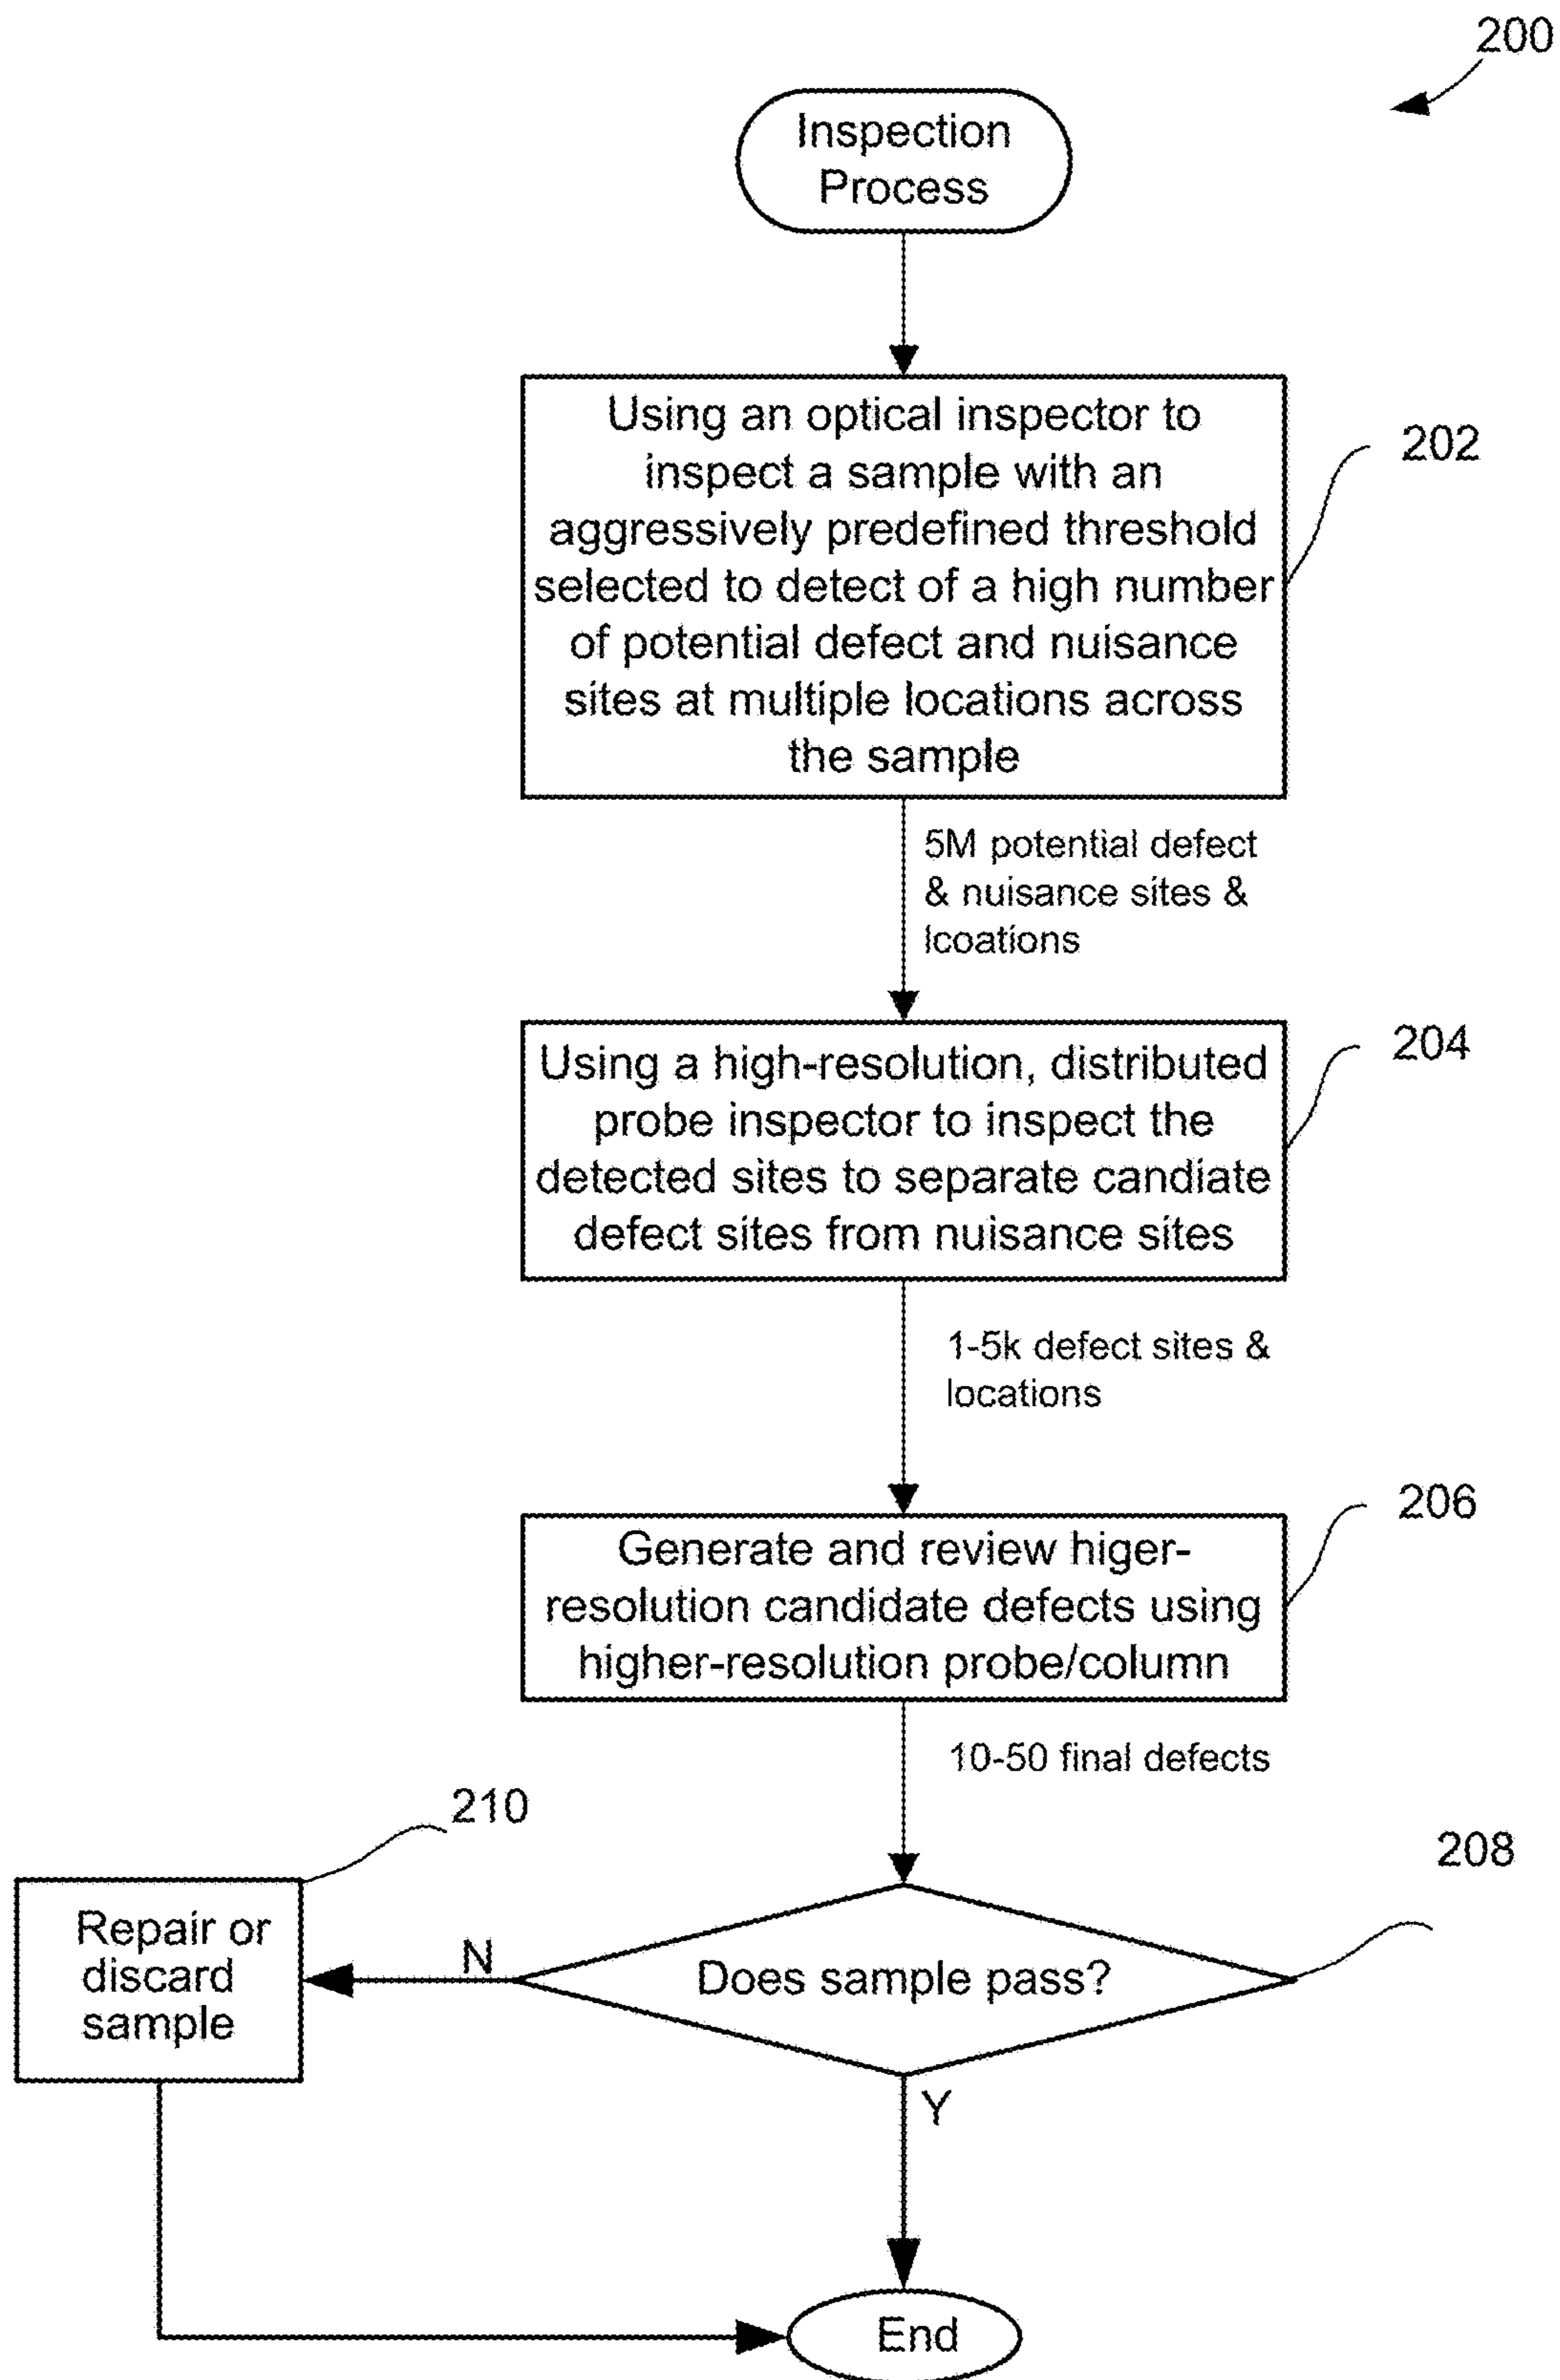 200
Inspection
Process
Using an optical inspector to
inspect a sample with an
aggressively predefined threshold
selected to detect of a high number
of potential defect and nuisance
sites at multiple locations across
the sample
202
5M potential defect
& nuisance sites &
lcoations
Using a high-resolution, distributed
probe inspector to inspect the
detected sites to separate candiate
defect sites from nuisance sites
204
1-5k defect sites &
locations
Generate and review higer-
resolution candidate defects using
higher-resolution probe/column
206
10-50 final defects
210
208
Repair or
discard
sample
N
Does sample pass?
Y
End